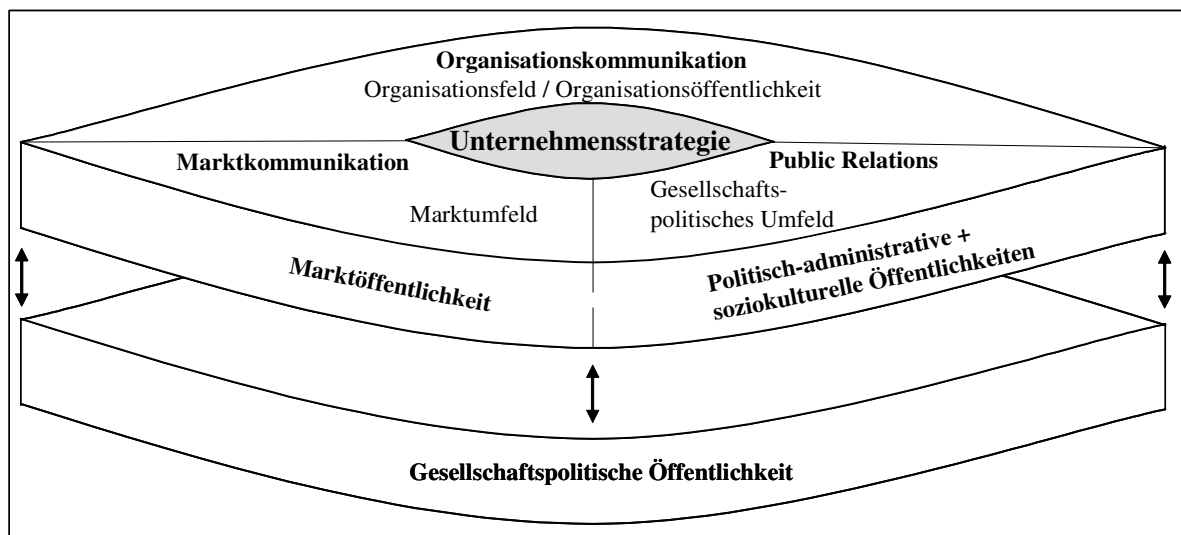 Organisationskommunikation
Organisationsfeld / Organisationsöffentlichkeit
Unternehmensstrategie
Marktkommunikation
Public Relations
Marktumfeld
Gesellschafts-
politisches Umfeld
Marktöffentlichkeit
Politisch-administrative +
soziokulturelle Öffentlichkeiten
Gesellschaftspolitische Öffentlichkeit